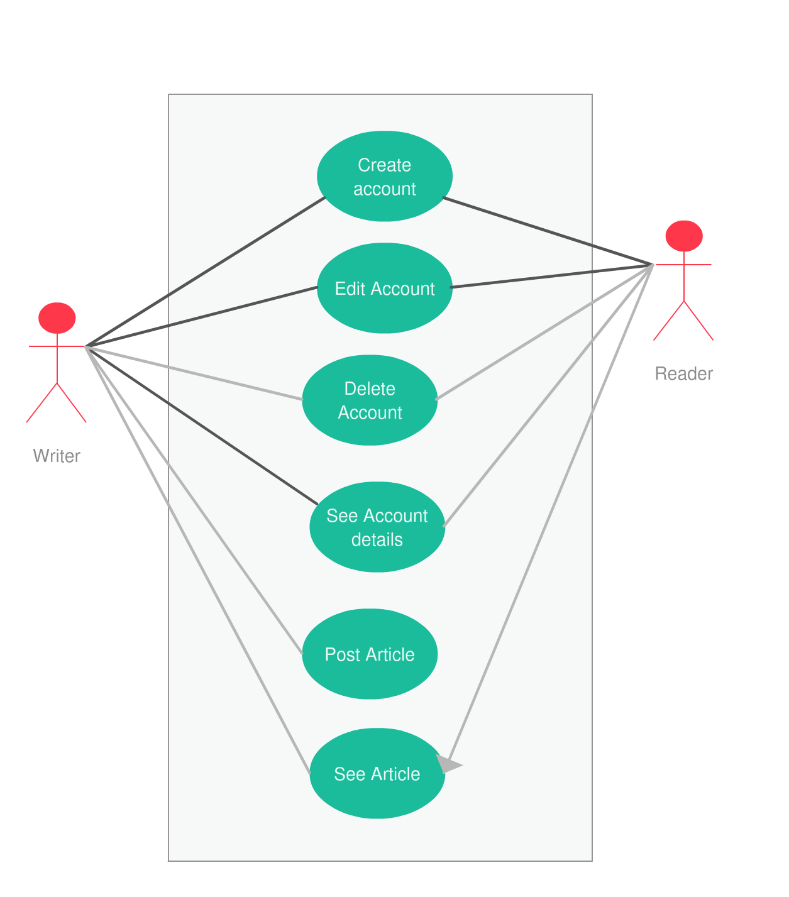 Create
account
Edit Account
Delete
Account
See Account
details
Post Article
See Article
Writer
Reader